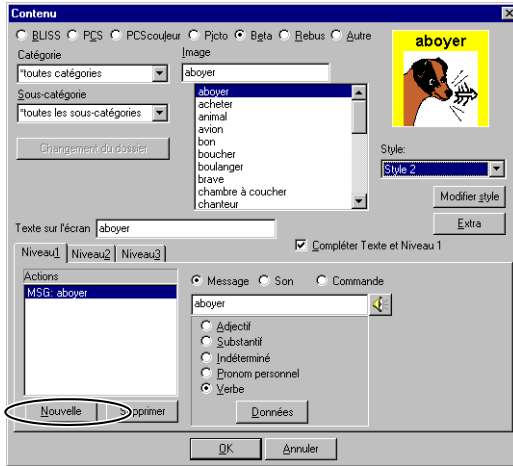 Contenu
BLISS PCS PCScouleur Picto Beta Rebus Autre
Catégorie
*toutes catégories
Sous-catégorie
*toutes les sous-catégories
Changement du dossier
Image
aboyer
aboyer
acheter
animal
avion
bon
boucher
boulanger
brave
chambre à coucher
chanteur
aboyer
Style:
Style 2
Modifier style
Extra
Texte sur l'écran aboyer
Compléter Texte et Niveau 1
Niveau1 Niveau2 Niveau3
Actions
MSG: aboyer
Nouvelle Supprimer
Message Son Commande
aboyer
Adjectif
Substantif
Indéterminé
Pronom personnel
Verbe
Données
OK Annuler